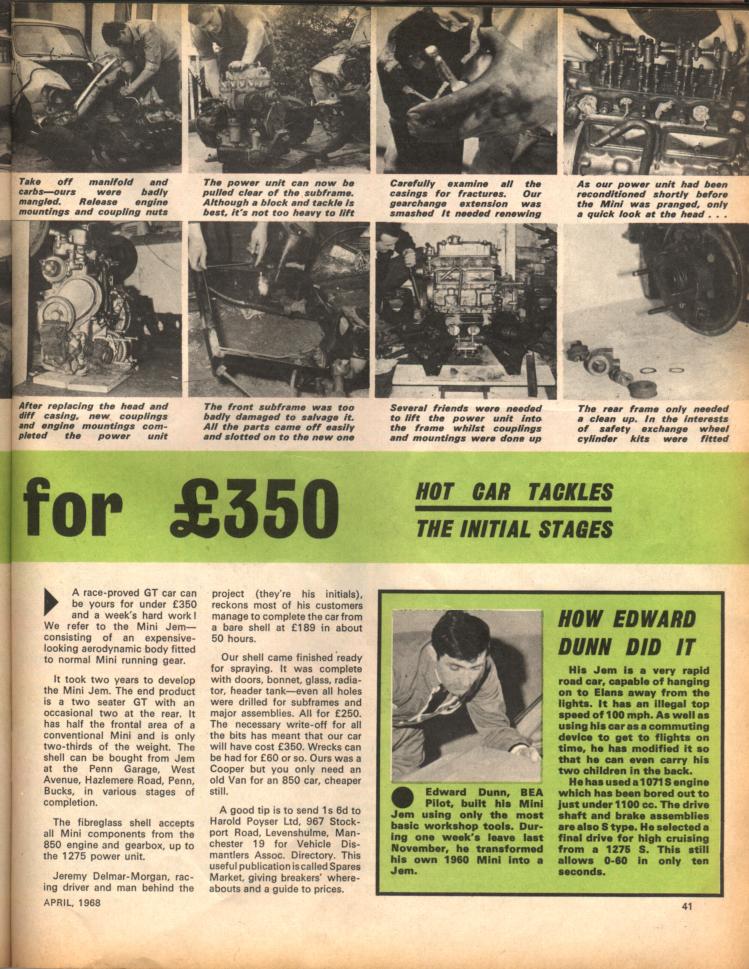 Take off manifold and
carbs—ours were badly
mangled. Release engine
mountings and coupling nuts
The power unit can now be
pulled clear of the subframe.
Although a block and tackle is
best, it's not too heavy to lift
Carefully examine all the
casings for fractures. Our
gearchange extension was
smashed It needed renewing
As our power unit had been
reconditioned shortly before
the Mini was pranged, only
a quick look at the head . . .
After replacing the head and
diff casing, new couplings
and engine mountings com-
pleted the power unit
The front subframe was too
badly damaged to salvage it.
All the parts came off easily
and slotted on to the new one
Several friends were needed
to lift the power unit into
the frame whilst couplings
and mountings were done up
The rear frame only needed
a clean up. In the interests
of safety exchange wheel
cylinder kits were fitted
for £350
HOT CAR TACKLES
THE INITIAL STAGES
A race-proved GT car can
be yours for under £350
and a week's hard work!
We refer to the Mini Jem—
consisting of an expensive-
looking aerodynamic body fitted
to normal Mini running gear.
It took two years to develop
the Mini Jem. The end product
is a two seater GT with an
occasional two at the rear. It
has half the frontal area of a
conventional Mini and is only
two-thirds of the weight. The
shell can be bought from Jem
at the Penn Garage, West
Avenue, Hazlemere Road, Penn,
Bucks, in various stages of
completion.
The fibreglass shell accepts
all Mini components from the
850 engine and gearbox, up to
the 1275 power unit.
Jeremy Delmar-Morgan, rac-
ing driver and man behind the
project (they're his initials),
reckons most of his customers
manage to complete the car from
a bare shell at £189 in about
50 hours.
Our shell came finished ready
for spraying. It was complete
with doors, bonnet, glass, radia-
tor, header tank—even all holes
were drilled for subframes and
major assemblies. All for £250.
The necessary write-off for all
the bits has meant that our car
will have cost £350. Wrecks can
be had for £60 or so. Ours was a
Cooper but you only need an
old Van for an 850 car, cheaper
still.
A good tip is to send 1s 6d to
Harold Poyser Ltd, 967 Stock-
port Road, Levenshulme, Man-
chester 19 for Vehicle Dis-
mantlers Assoc. Directory. This
useful publication is called Spares
Market, giving breakers' where-
abouts and a guide to prices.
HOW EDWARD
DUNN DID IT
Edward Dunn, BEA
Pilot, built his Mini
Jem using only the most
basic workshop tools. Dur-
ing one week's leave last
November, he transformed
his own 1960 Mini into a
Jem.
His Jem is a very rapid
road car, capable of hanging
on to Elans away from the
lights. It has an illegal top
speed of 100 mph. As well as
using his car as a commuting
device to get to flights on
time, he has modified it so
that he can even carry his
two children in the back.
He has used a 1071 S engine
which has been bored out to
just under 1100 cc. The drive
shaft and brake assemblies
are also S type. He selected a
final drive for high cruising
from a 1275 S. This still
allows 0-60 in only ten
seconds.
APRIL, 1968
41